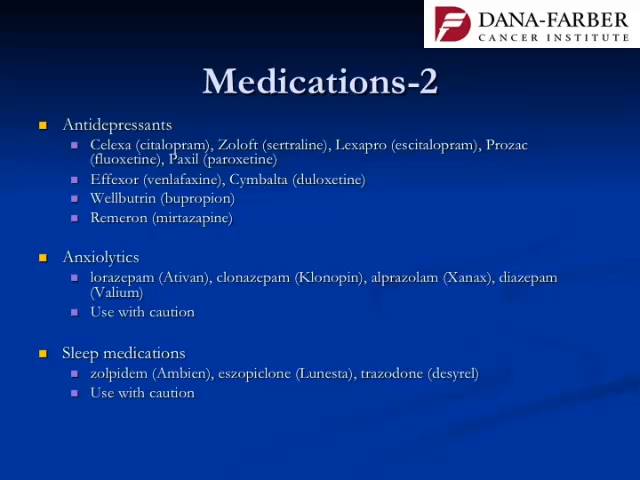 DANA-FARBER
CANCER INSTITUTE
Medications-2
Antidepressants
Celexa (citalopram), Zoloft (sertraline), Lexapro (escitalopram), Prozac
(fluoxetine), Paxil (paroxetine)
Effexor (venlafaxine), Cymbalta (duloxetine)
Wellbutrin (bupropion)
Remeron (mirtazapine)
Anxiolytics
lorazepam (Ativan), clonazepam (Klonopin), alprazolam (Xanax), diazepam
(Valium)
Use with caution
Sleep medications
zolpidem (Ambien), eszopiclone (Lunesta), trazodone (desyrel)
Use with caution